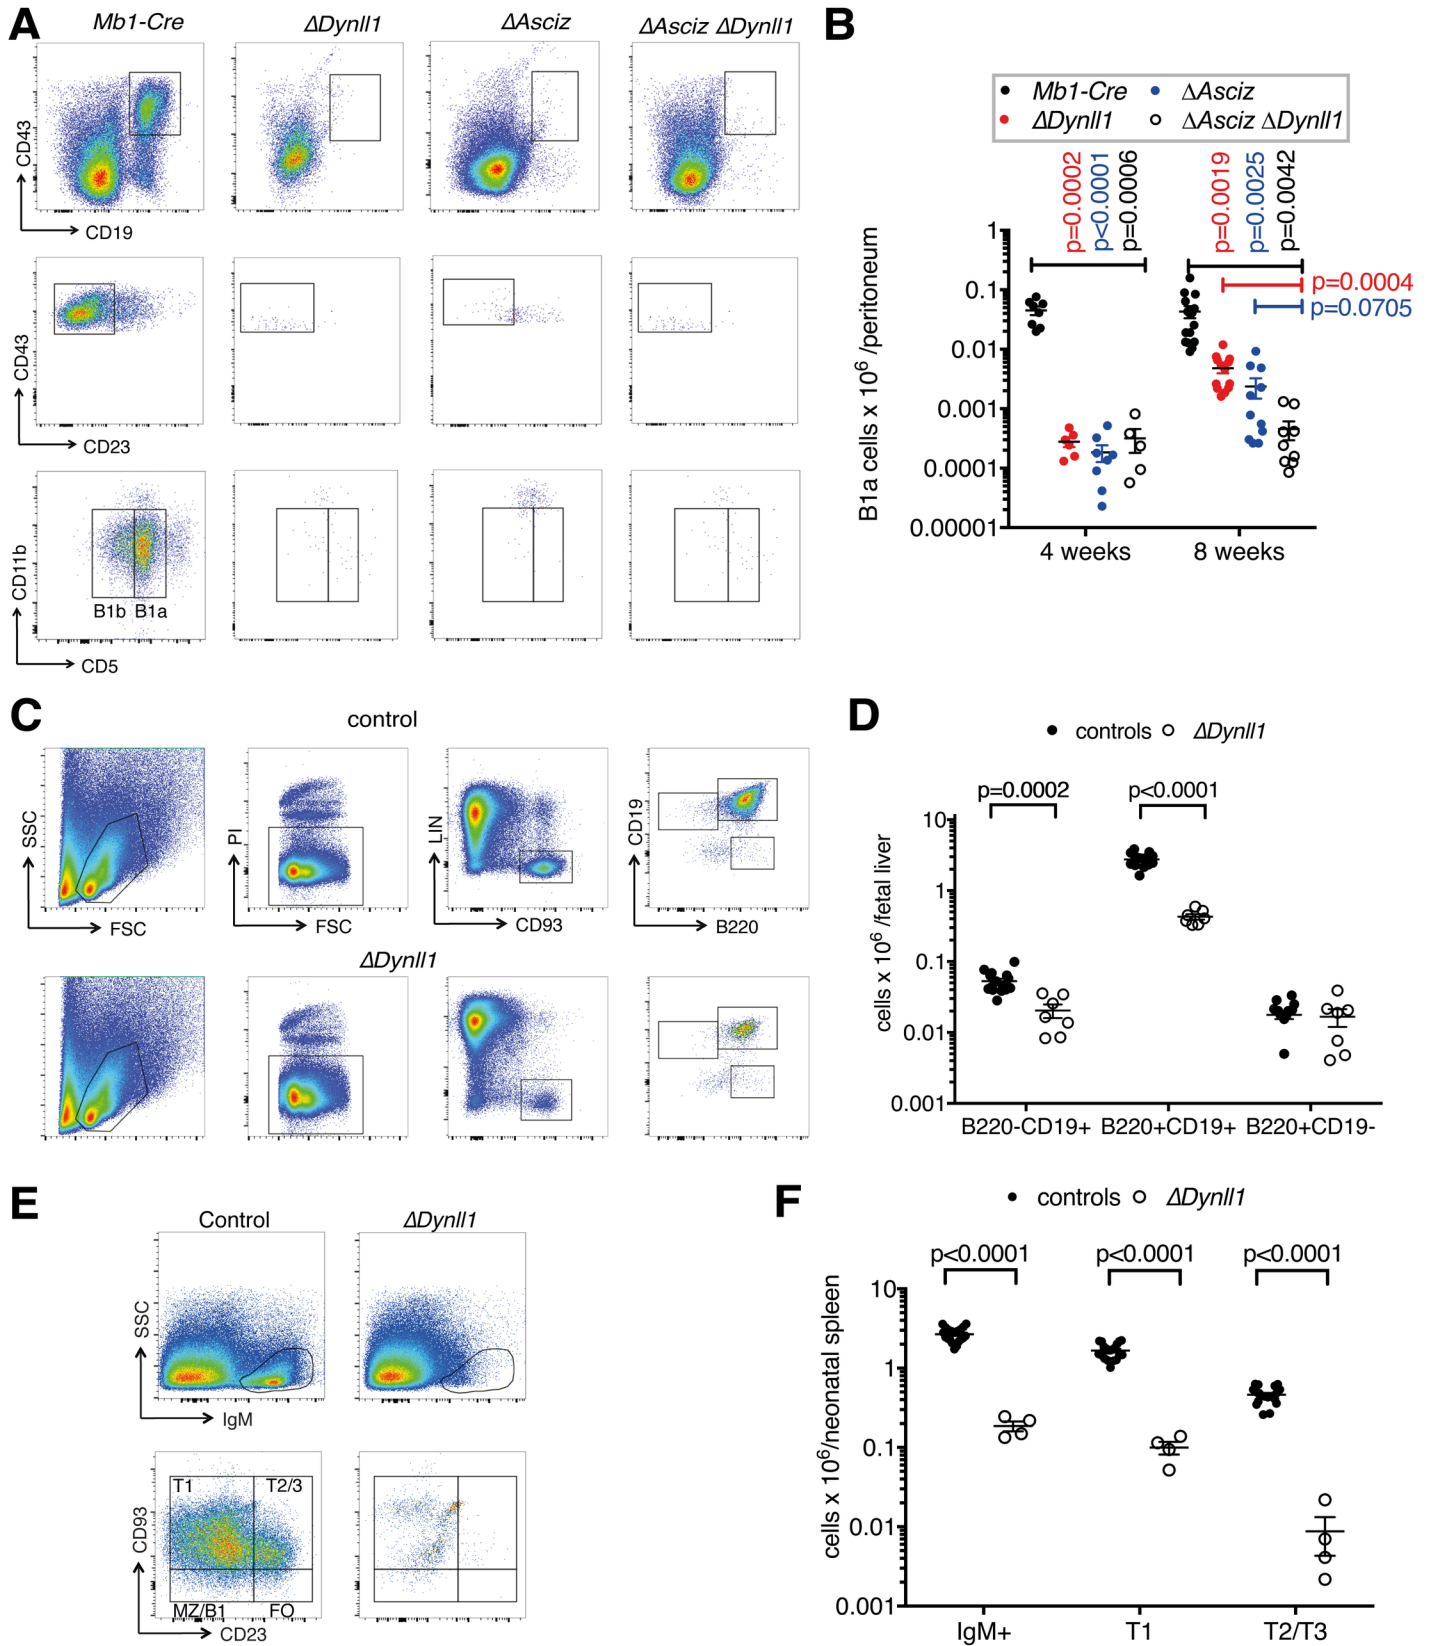 A
Mb1-Cre
ΔDynll1
ΔAsciz
ΔAsciz ΔDynll1
CD43
CD19
CD43
CD23
CD11b
B1b B1a
CD5
B
Mb1-Cre
ΔAsciz
ΔDynll1
ΔAsciz ΔDynll1
p=0.0002
p<0.0001
p=0.0006
p=0.0019
p=0.0025
p=0.0042
p=0.0004
p=0.0705
B1a cells x 10⁶ /peritoneum
1
0.1
0.01
0.001
0.0001
0.00001
4 weeks
8 weeks
C
control
SSC
FSC
PI
FSC
LIN
CD93
CD19
B220
ΔDynll1
D
controls
ΔDynll1
p=0.0002
p<0.0001
cells x 10⁶ /fetal liver
10
1
0.1
0.01
0.001
B220-CD19+ B220+CD19+ B220+CD19-
E
Control
ΔDynll1
SSC
IgM
T1
T2/3
CD93
MZ/B1
FO
CD23
F
controls
ΔDynll1
p<0.0001
p<0.0001
p<0.0001
cells x 10⁶/neonatal spleen
10
1
0.1
0.01
0.001
IgM+
T1
T2/T3